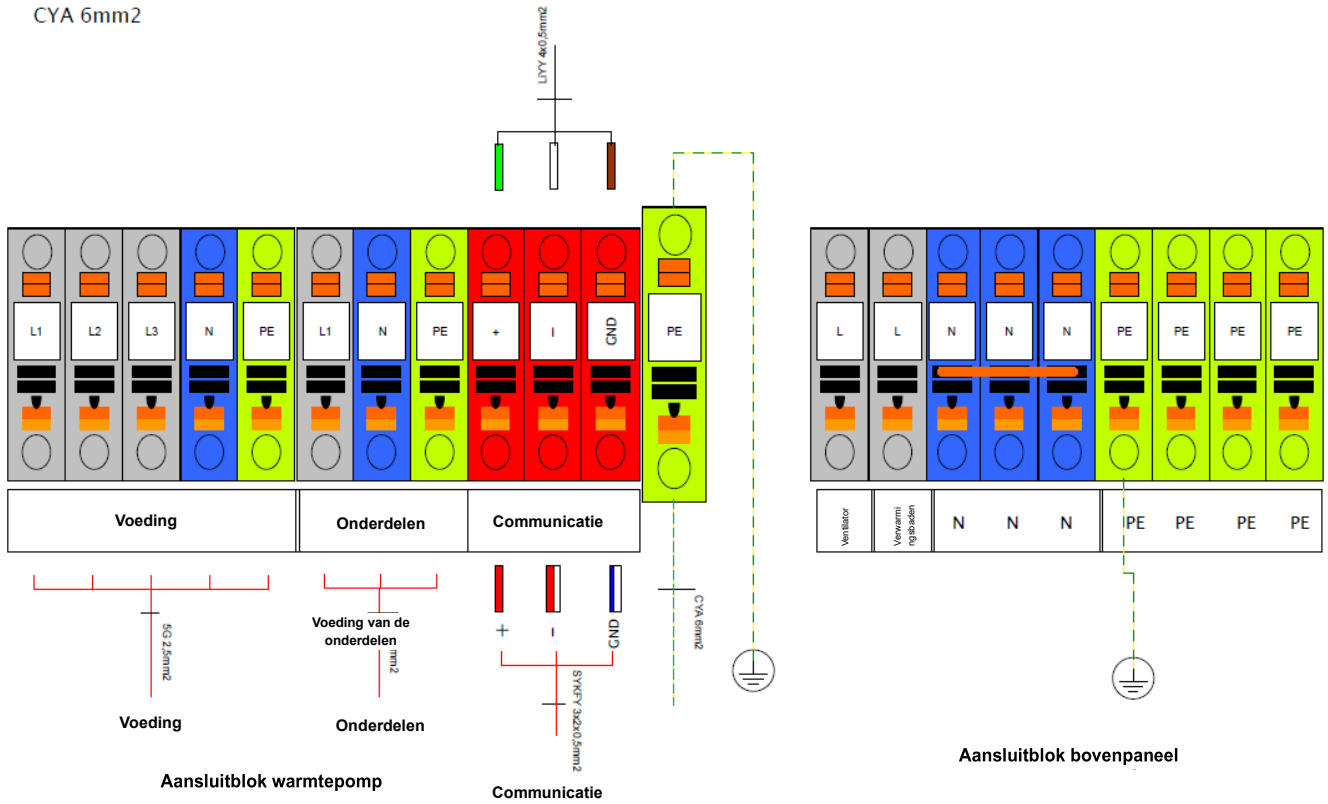 CYA 6mm2
LiYY 4x0,5mm2
L1 L2 L3 N PE L1 N PE + I GND PE
L L N N N PE PE PE PE
Voeding Onderdelen Communicatie
Ventilator
Verwarmi
ngsbaden
N N N PE PE PE PE
+ – GND
CYA 6mm2
5G 2,5mm2
Voeding van de
onderdelen
mm2
SYKFY 3x2x0,5mm2
Voeding
Onderdelen
Communicatie
Aansluitblok warmtepomp
Aansluitblok bovenpaneel